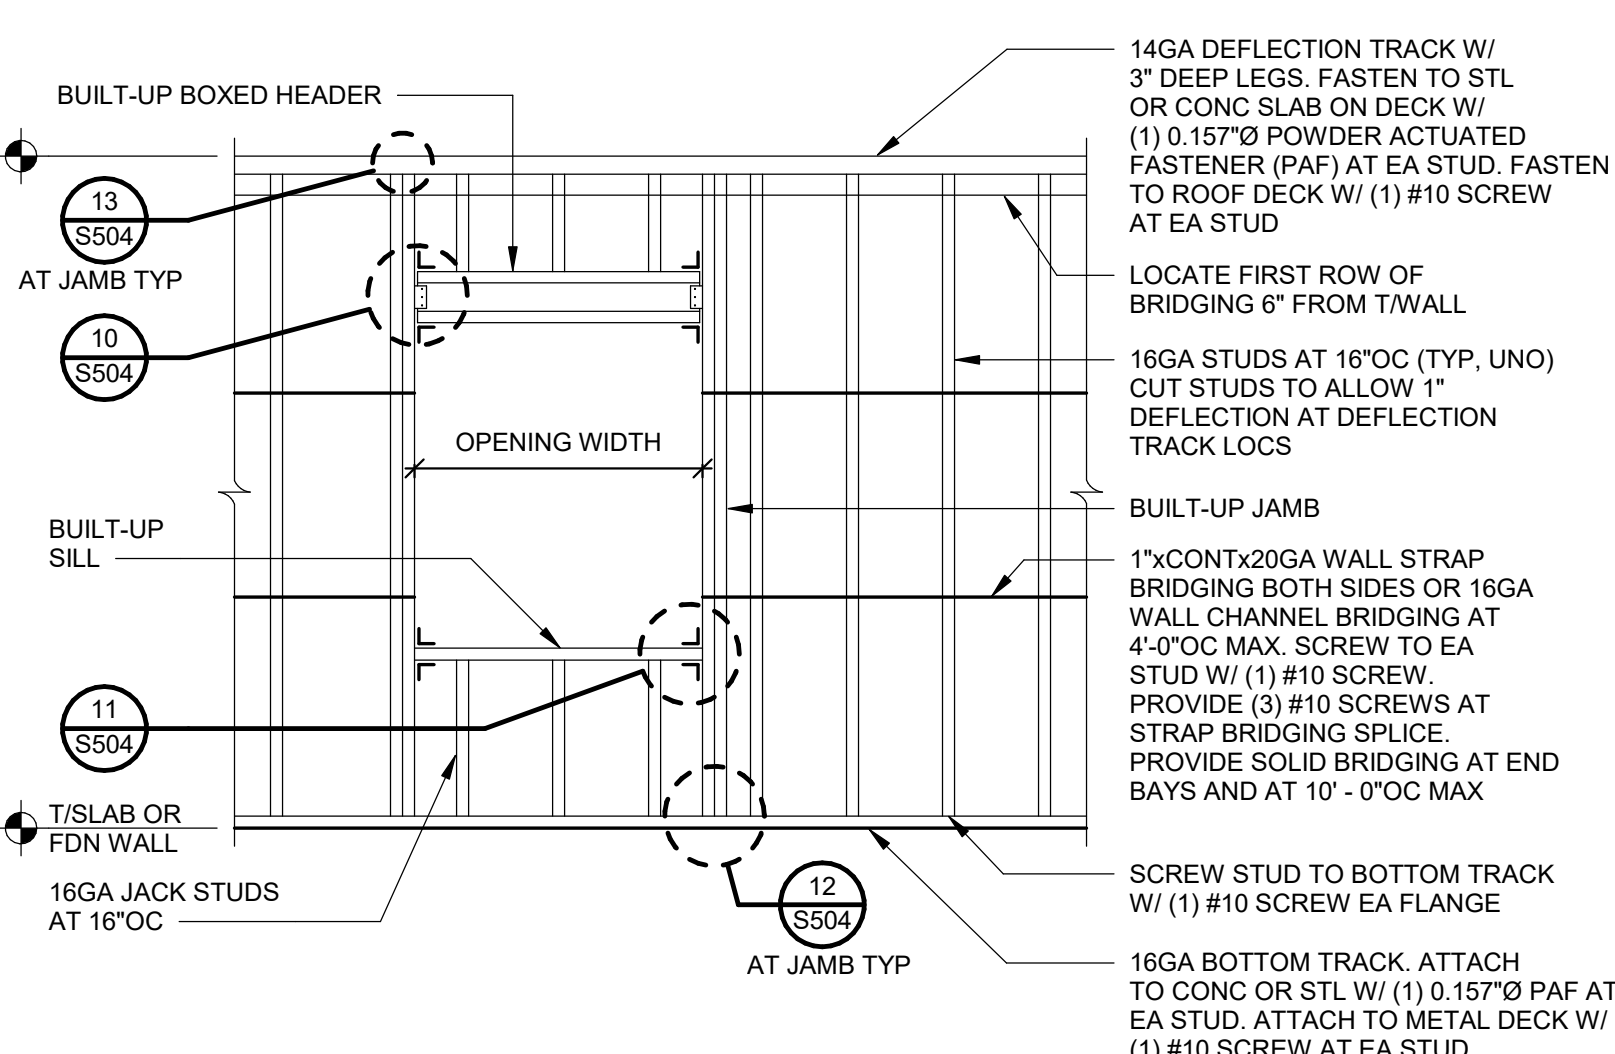 BUILT-UP BOXED HEADER
13
S504
AT JAMB TYP
10
S504
OPENING WIDTH
BUILT-UP
SILL
11
S504
T/SLAB OR
FDN WALL
16GA JACK STUDS
AT 16"OC
12
S504
AT JAMB TYP
14GA DEFLECTION TRACK W/
3" DEEP LEGS. FASTEN TO STL
OR CONC SLAB ON DECK W/
(1) 0.157"Ø POWDER ACTUATED
FASTENER (PAF) AT EA STUD. FASTEN
TO ROOF DECK W/ (1) #10 SCREW
AT EA STUD
LOCATE FIRST ROW OF
BRIDGING 6" FROM T/WALL
16GA STUDS AT 16"OC (TYP, UNO)
CUT STUDS TO ALLOW 1"
DEFLECTION AT DEFLECTION
TRACK LOCS
BUILT-UP JAMB
1"xCONTx20GA WALL STRAP
BRIDGING BOTH SIDES OR 16GA
WALL CHANNEL BRIDGING AT
4'-0"OC MAX. SCREW TO EA
STUD W/ (1) #10 SCREW.
PROVIDE (3) #10 SCREWS AT
STRAP BRIDGING SPLICE.
PROVIDE SOLID BRIDGING AT END
BAYS AND AT 10' - 0"OC MAX
SCREW STUD TO BOTTOM TRACK
W/ (1) #10 SCREW EA FLANGE
16GA BOTTOM TRACK. ATTACH
TO CONC OR STL W/ (1) 0.157"Ø PAF AT
EA STUD. ATTACH TO METAL DECK W/
(1) #10 SCREW AT EA STUD